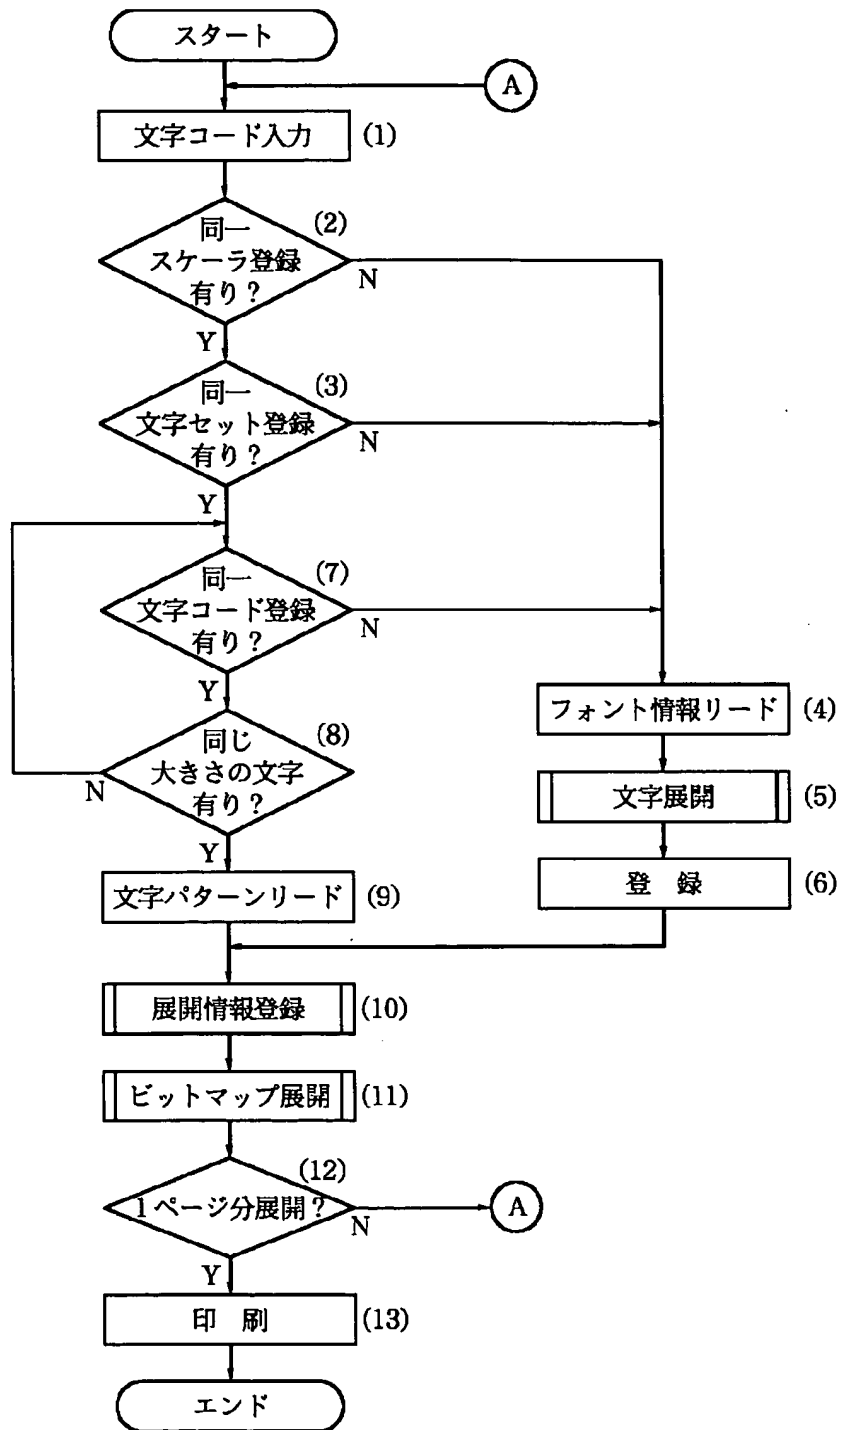 スタート
A
文字コード入力 (1)
同一
スケーラ登録
有り？
(2)
N
Y
同一
文字セット登録
有り？
(3)
N
Y
同一
文字コード登録
有り？
(7)
N
Y
同じ
大きさの文字
有り？
(8)
N
Y
フォント情報リード (4)
文字展開 (5)
登　録 (6)
文字パターンリード (9)
展開情報登録 (10)
ビットマップ展開 (11)
1ページ分展開？
(12)
N
A
Y
印　刷 (13)
エンド